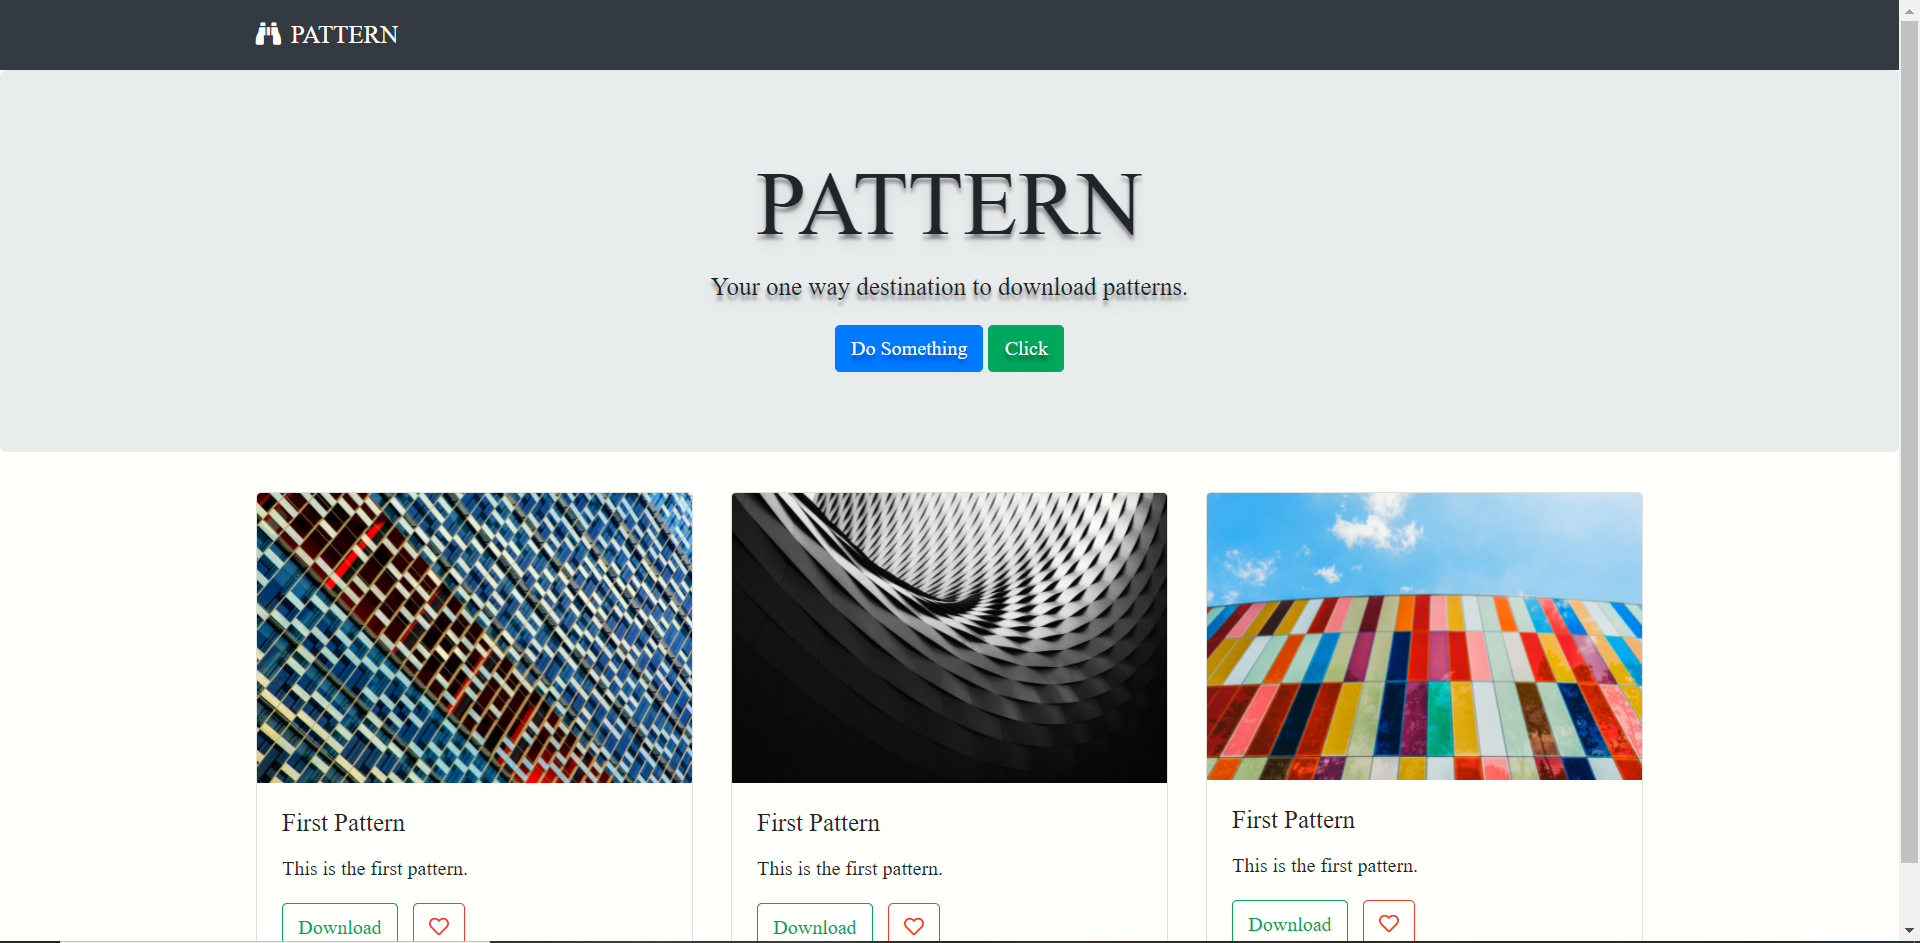 PATTERN
PATTERN
Your one way destination to download patterns.
Do Something Click
First Pattern
This is the first pattern.
Download
First Pattern
This is the first pattern.
Download
First Pattern
This is the first pattern.
Download